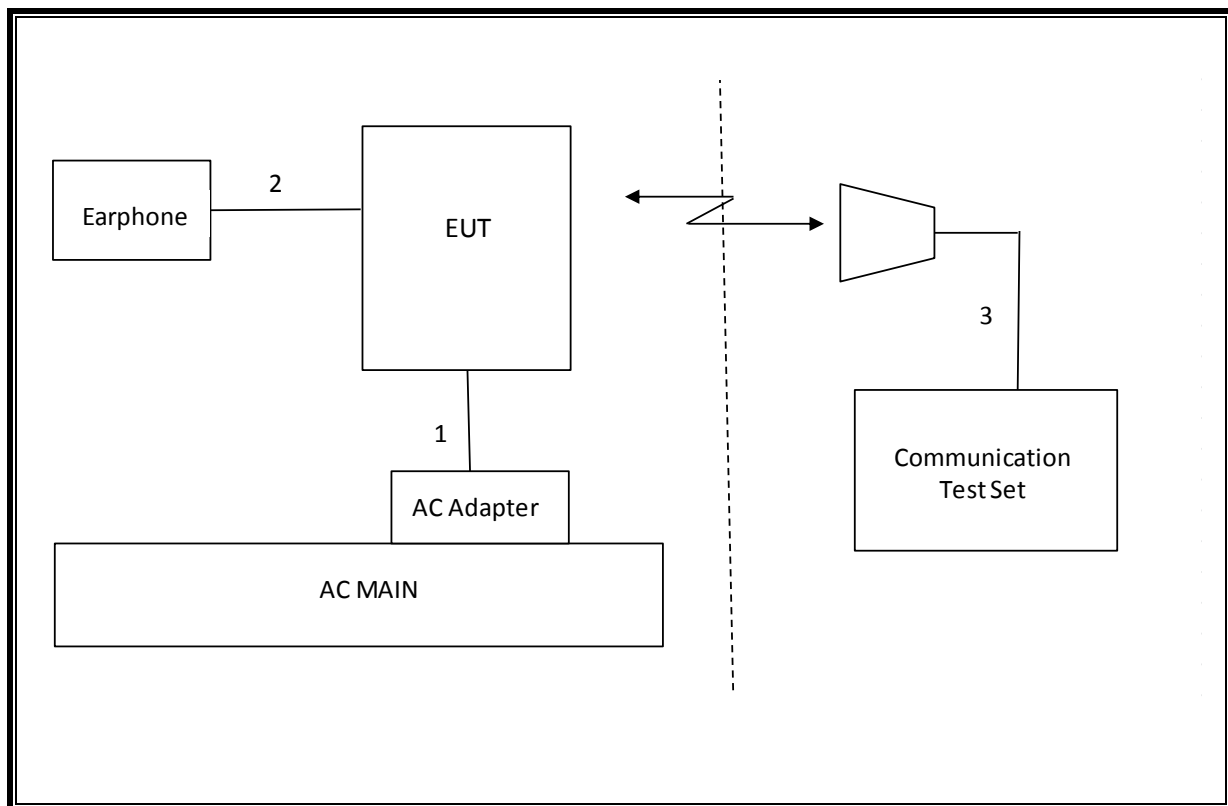 2
Earphone
EUT
3
1
Communication
Test Set
AC Adapter
AC MAIN